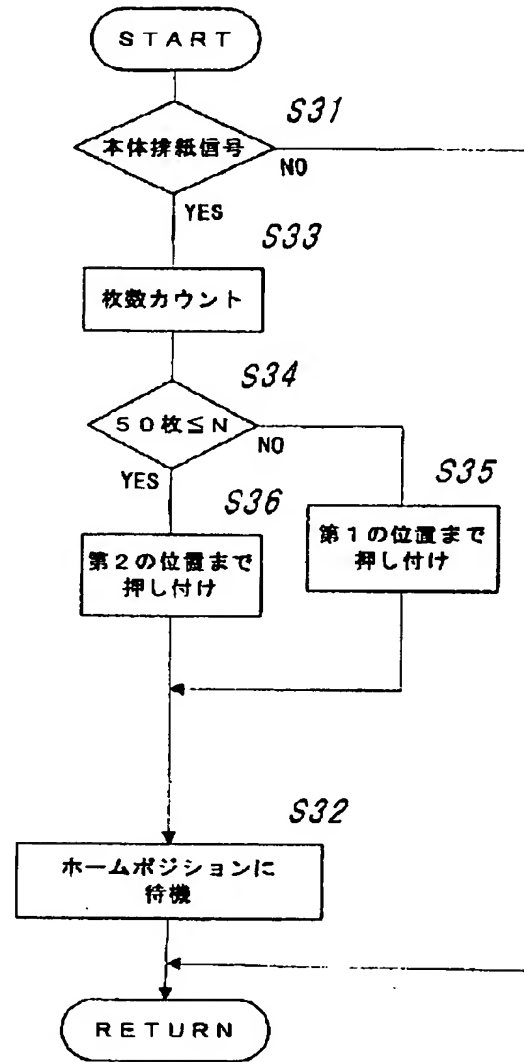 START
S31
本体排紙信号
NO
YES
S33
枚数カウント
S34
50枚≦N
NO
YES
S35
S36
第1の位置まで
押し付け
第2の位置まで
押し付け
S32
ホームポジションに
待機
RETURN